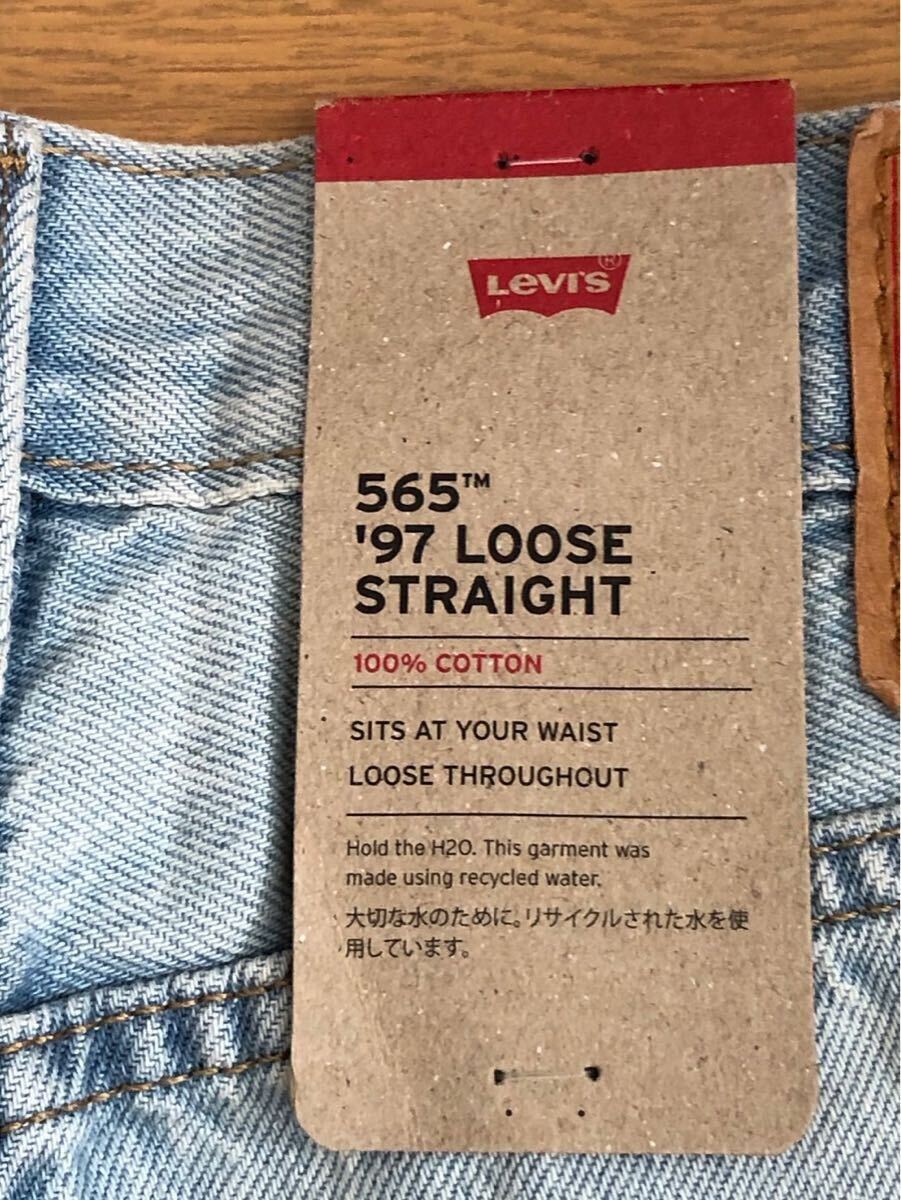 Levi's®
565™
'97 LOOSE
STRAIGHT
100% COTTON
SITS AT YOUR WAIST
LOOSE THROUGHOUT
Hold the H2O. This garment was
made using recycled water.
大切な水のために。リサイクルされた水を使
用しています。